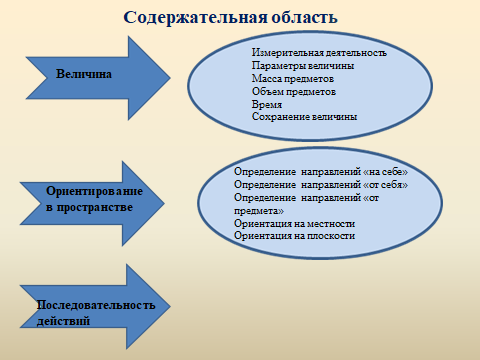 Содержательная область
Величина
Измерительная деятельность
Параметры величины
Масса предметов
Объем предметов
Время
Сохранение величины
Ориентирование
в пространстве
Определение направлений «на себе»
Определение направлений «от себя»
Определение направлений «от
предмета»
Ориентация на местности
Ориентация на плоскости
Последовательность
действий